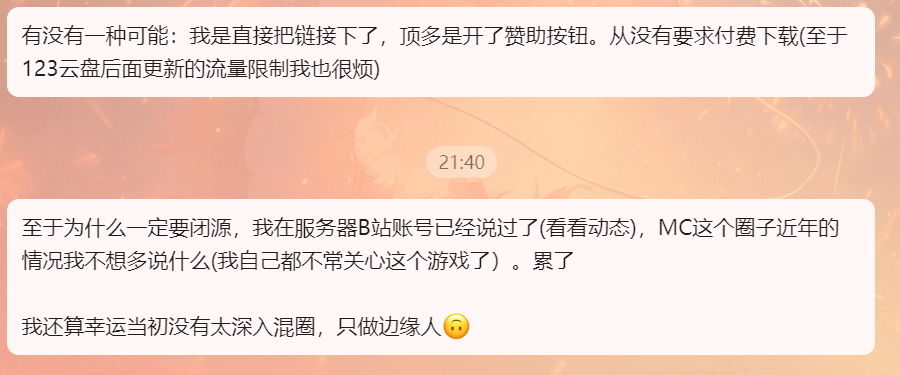 有没有一种可能：我是直接把链接下了，顶多是开了赞助按钮。从没有要求付费下载(至于
123云盘后面更新的流量限制我也很烦)
21:40
至于为什么一定要闭源，我在服务器B站账号已经说过了(看看动态)，MC这个圈子近年的
情况我不想多说什么(我自己都不常关心这个游戏了）。累了
我还算幸运当初没有太深入混圈，只做边缘人🙃